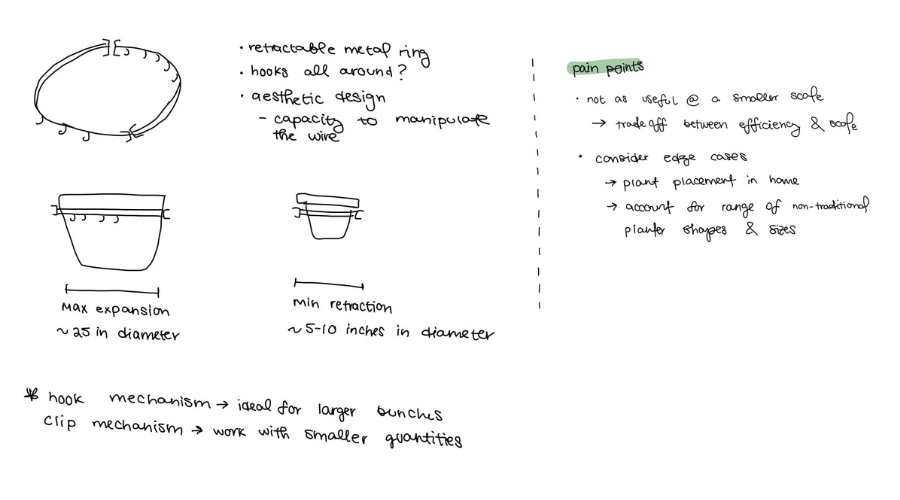 • retractable metal ring
• hooks all around?
• aesthetic design
– capacity to manipulate
the wire
Max expansion
~ 25 in diameter
Min retraction
~ 5-10 inches in diameter
* hook mechanism → ideal for larger bunches
clip mechanism → work with smaller quantities
pain points
• not as useful @ a smaller scale
→ trade off between efficiency & scale
• consider edge cases
→ plant placement in home
→ account for range of non-traditional
planter shapes & sizes